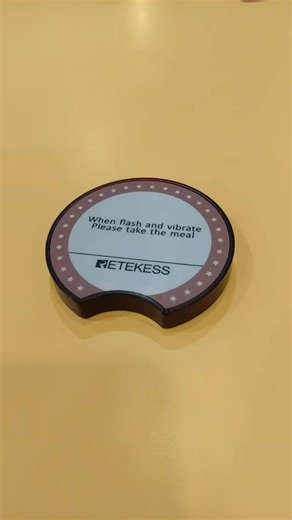 When flash and vibrate
Please take the meal
RETEKESS